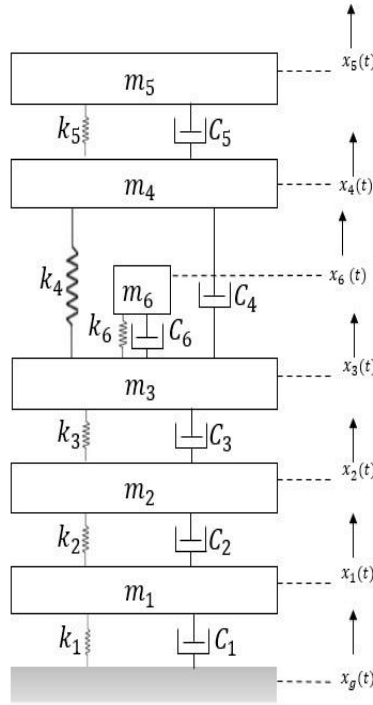 x₅(t)
m₅
k₅ C₅
x₄(t)
m₄
x₆(t)
k₄ m₆ C₄
k₆ C₆
x₃(t)
m₃
k₃ C₃
x₂(t)
m₂
k₂ C₂
x₁(t)
m₁
k₁ C₁
x_g(t)